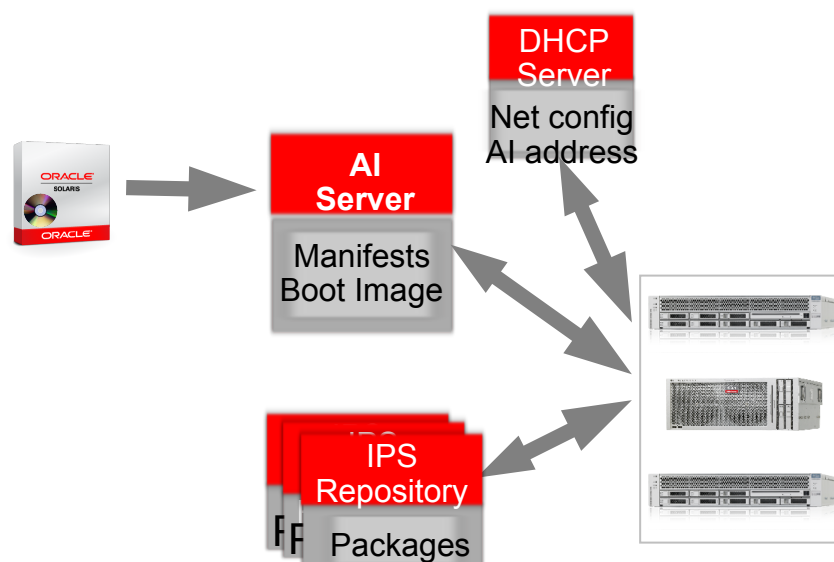 DHCP
Server
Net config
AI address
ORACLE
SOLARIS
ORACLE
AI
Server
Manifests
Boot Image
IPS
Repository
Packages